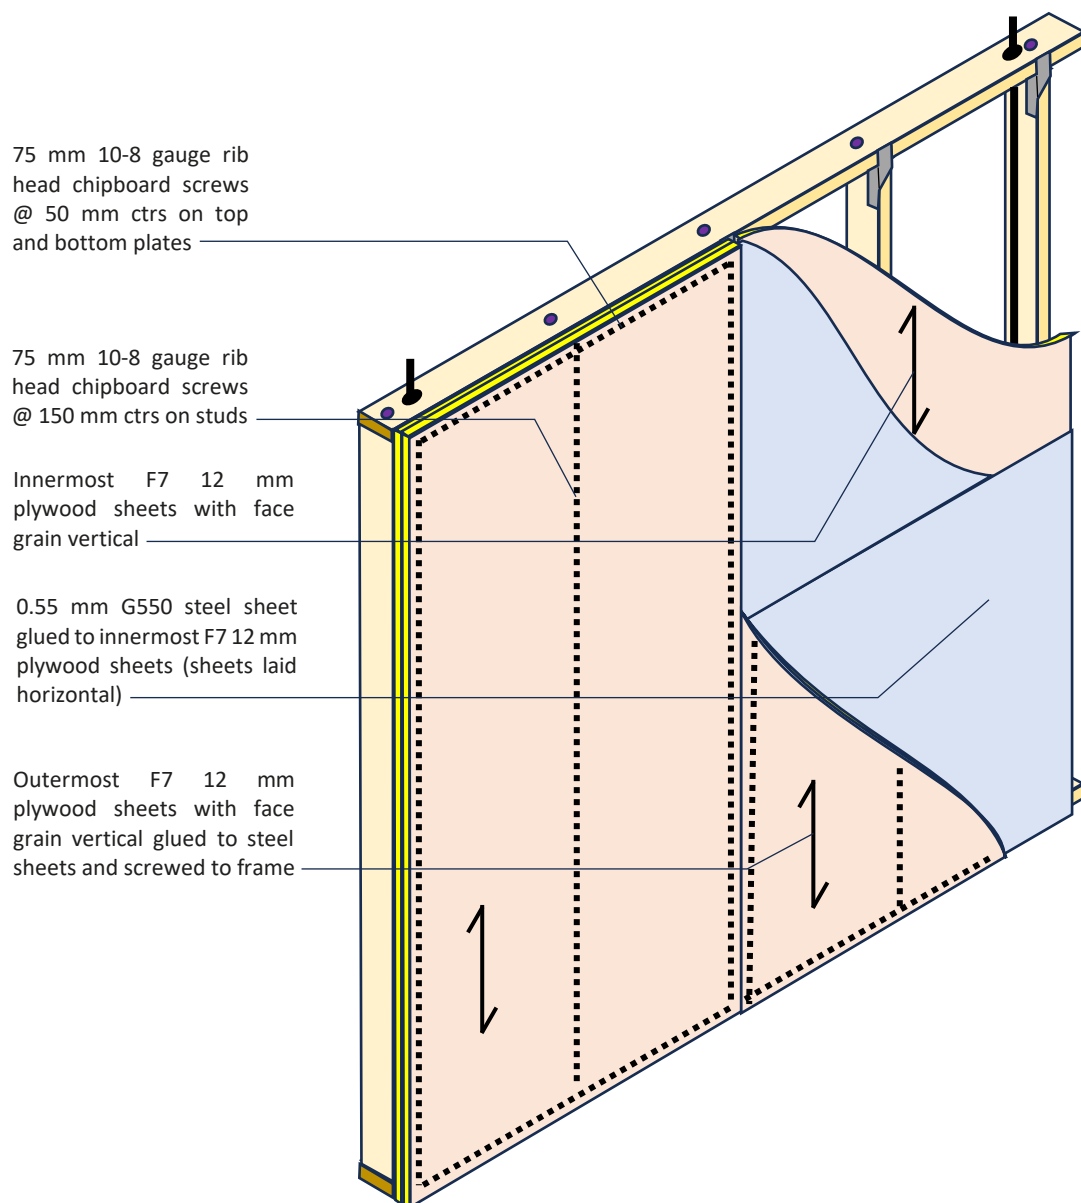 75 mm 10-8 gauge rib
head chipboard screws
@ 50 mm ctrs on top
and bottom plates
75 mm 10-8 gauge rib
head chipboard screws
@ 150 mm ctrs on studs
Innermost F7 12 mm
plywood sheets with face
grain vertical
0.55 mm G550 steel sheet
glued to innermost F7 12 mm
plywood sheets (sheets laid
horizontal)
Outermost F7 12 mm
plywood sheets with face
grain vertical glued to steel
sheets and screwed to frame